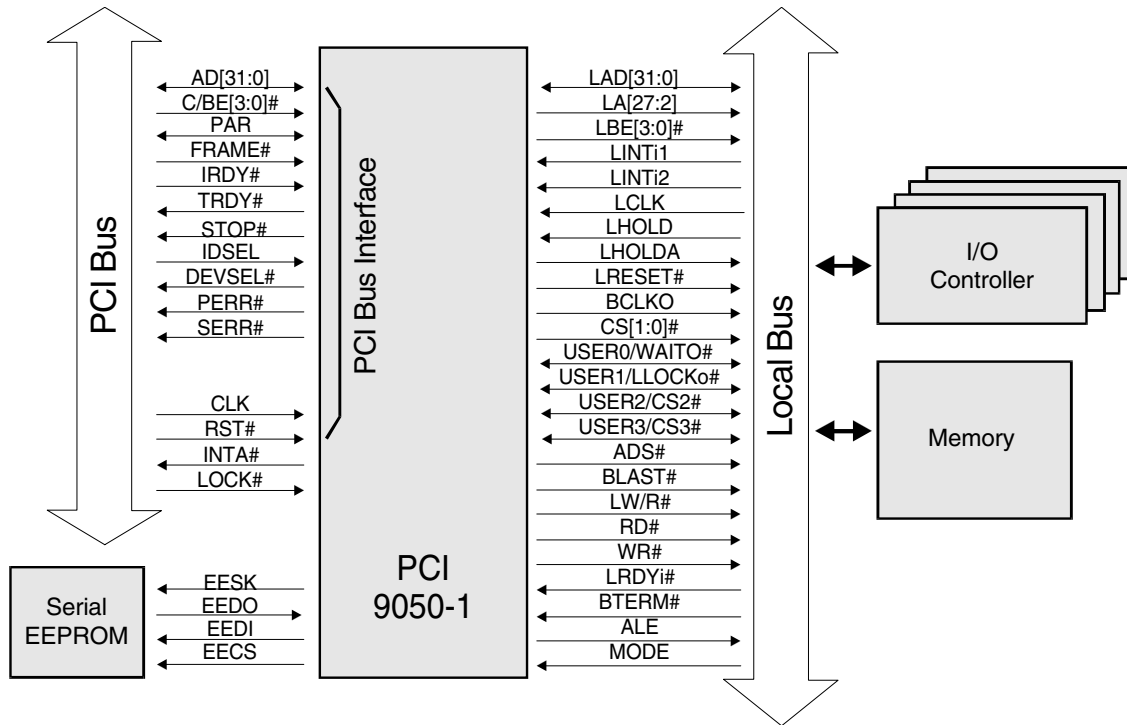 PCI Bus
AD[31:0]
C/BE[3:0]#
PAR
FRAME#
IRDY#
TRDY#
STOP#
IDSEL
DEVSEL#
PERR#
SERR#
CLK
RST#
INTA#
LOCK#
Serial
EEPROM
EESK
EEDO
EEDI
EECS
PCI Bus Interface
PCI
9050-1
LAD[31:0]
LA[27:2]
LBE[3:0]#
LINTi1
LINTi2
LCLK
LHOLD
LHOLDA
LRESET#
BCLKO
CS[1:0]#
USER0/WAITO#
USER1/LLOCKo#
USER2/CS2#
USER3/CS3#
ADS#
BLAST#
LW/R#
RD#
WR#
LRDYi#
BTERM#
ALE
MODE
Local Bus
I/O
Controller
Memory